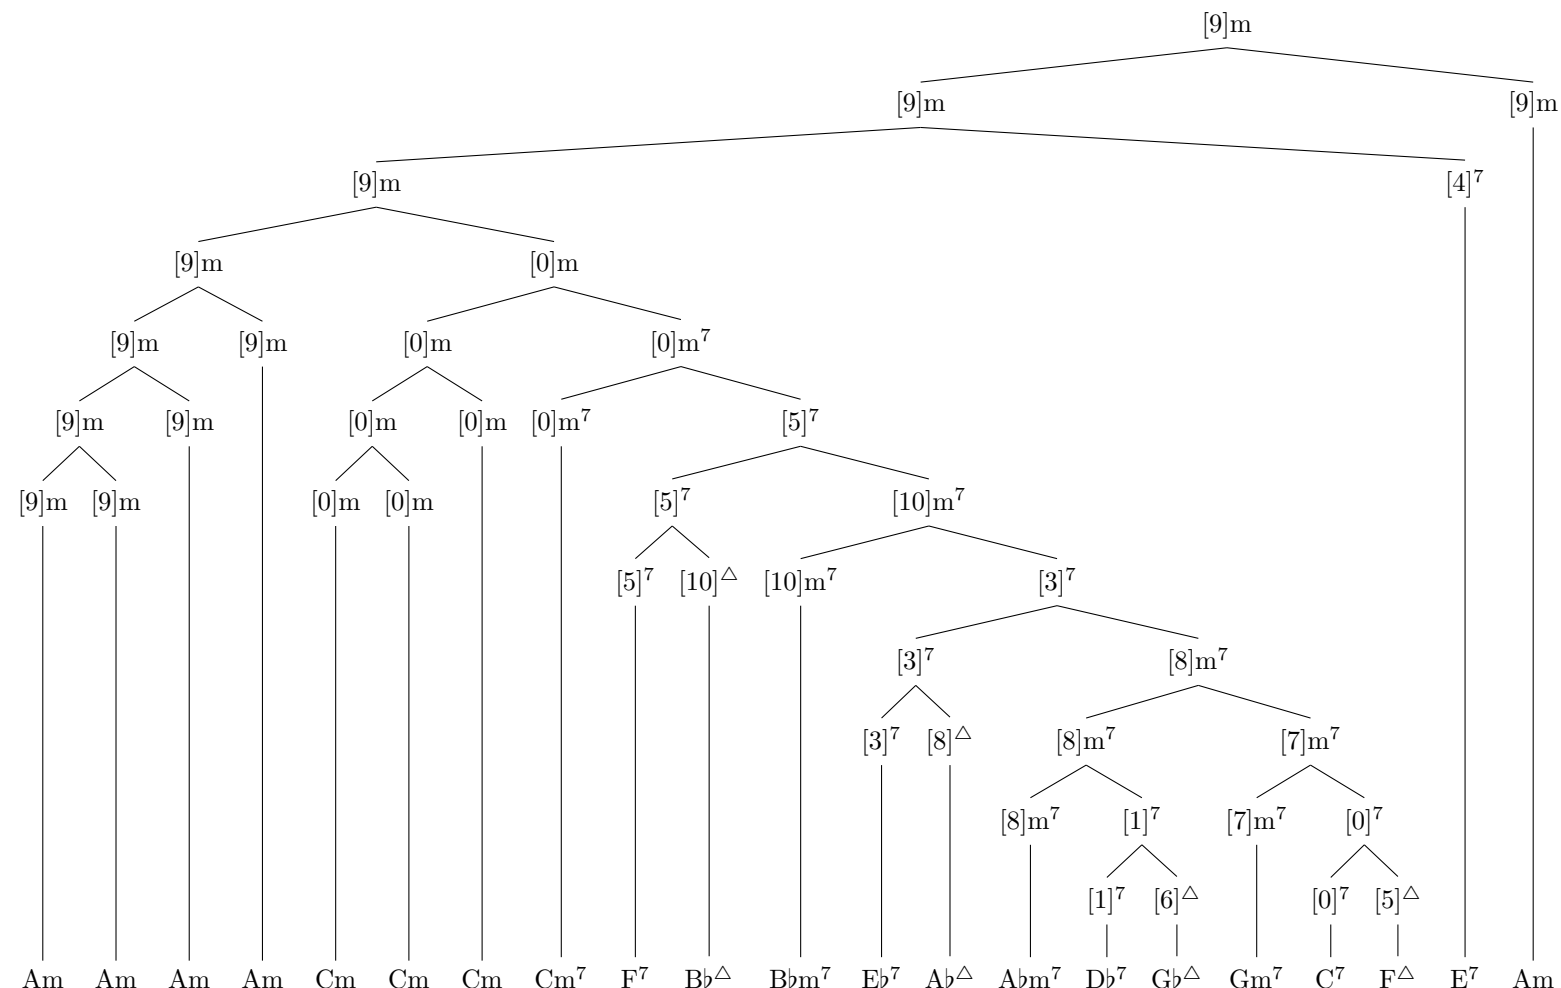 [9]m
[9]m [9]m
[9]m [4]⁷
[9]m [0]m
[9]m [9]m [0]m [0]m⁷
[9]m [9]m [0]m [0]m [0]m⁷ [5]⁷
[9]m [9]m [0]m [0]m [5]⁷ [10]m⁷
[5]⁷ [10]△ [10]m⁷ [3]⁷
[3]⁷ [8]m⁷
[3]⁷ [8]△ [8]m⁷ [7]m⁷
[8]m⁷ [1]⁷ [7]m⁷ [0]⁷
[1]⁷ [6]△ [0]⁷ [5]△
Am Am Am Am Cm Cm Cm Cm⁷ F⁷ B♭△ B♭m⁷ E♭⁷ A♭△ A♭m⁷ D♭⁷ G♭△ Gm⁷ C⁷ F△ E⁷ Am